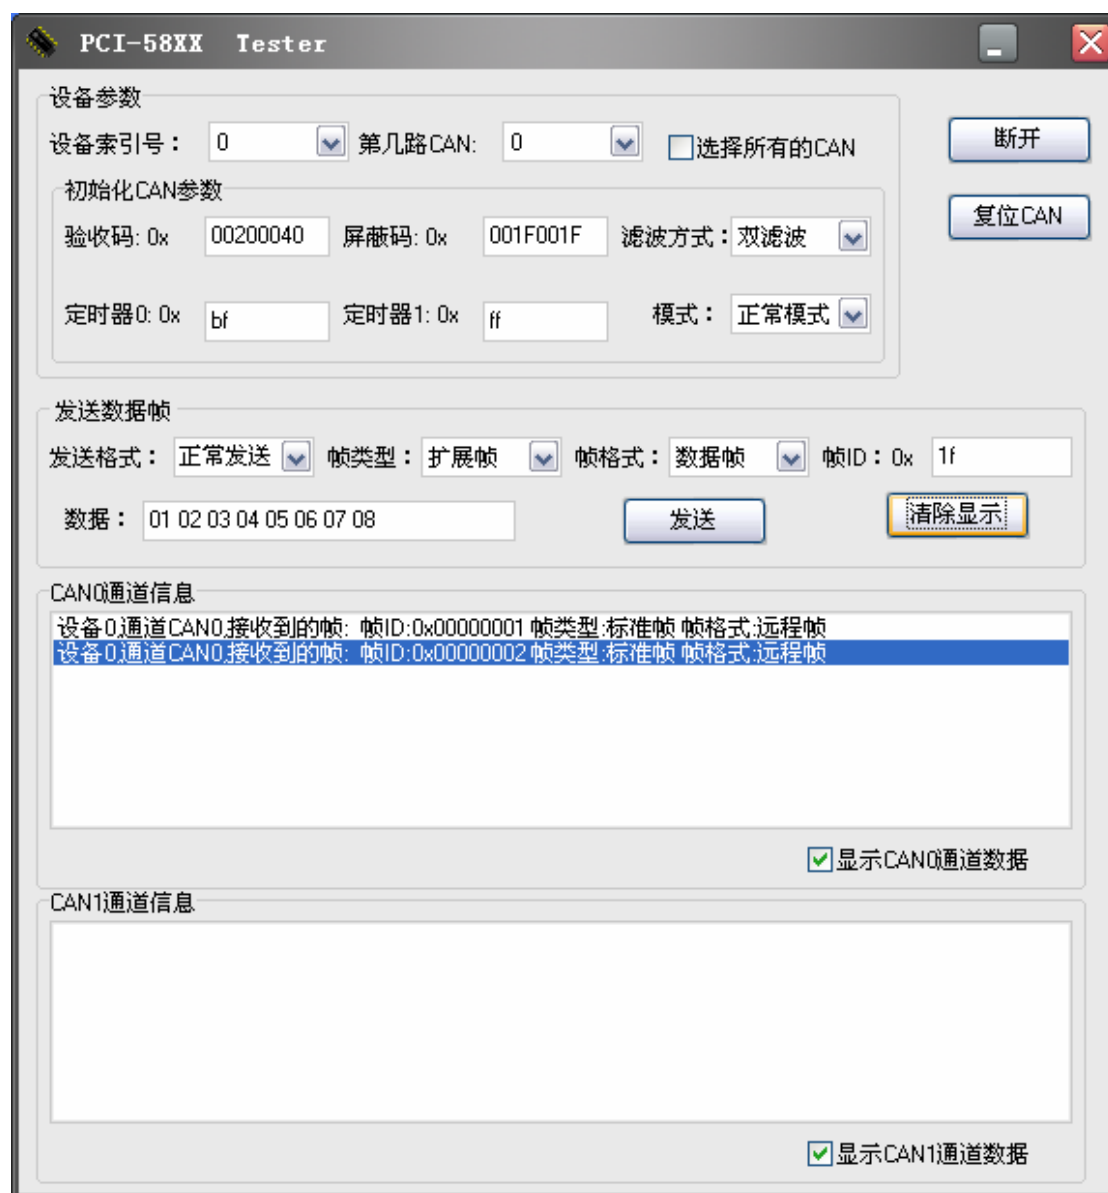 PCI-58XX Tester
设备参数
设备索引号： 0 第几路CAN: 0 选择所有的CAN 断开
初始化CAN参数
复位CAN
验收码: 0x 00200040 屏蔽码: 0x 001F001F 滤波方式： 双滤波
定时器0: 0x bf 定时器1: 0x ff 模式： 正常模式
发送数据帧
发送格式： 正常发送 帧类型： 扩展帧 帧格式： 数据帧 帧ID： 0x 1f
数据： 01 02 03 04 05 06 07 08 发送 清除显示
CAN0通道信息
设备0,通道CAN0,接收到的帧: 帧ID:0x00000001 帧类型:标准帧 帧格式:远程帧
设备0,通道CAN0,接收到的帧: 帧ID:0x00000002 帧类型:标准帧 帧格式:远程帧
显示CAN0通道数据
CAN1通道信息
显示CAN1通道数据